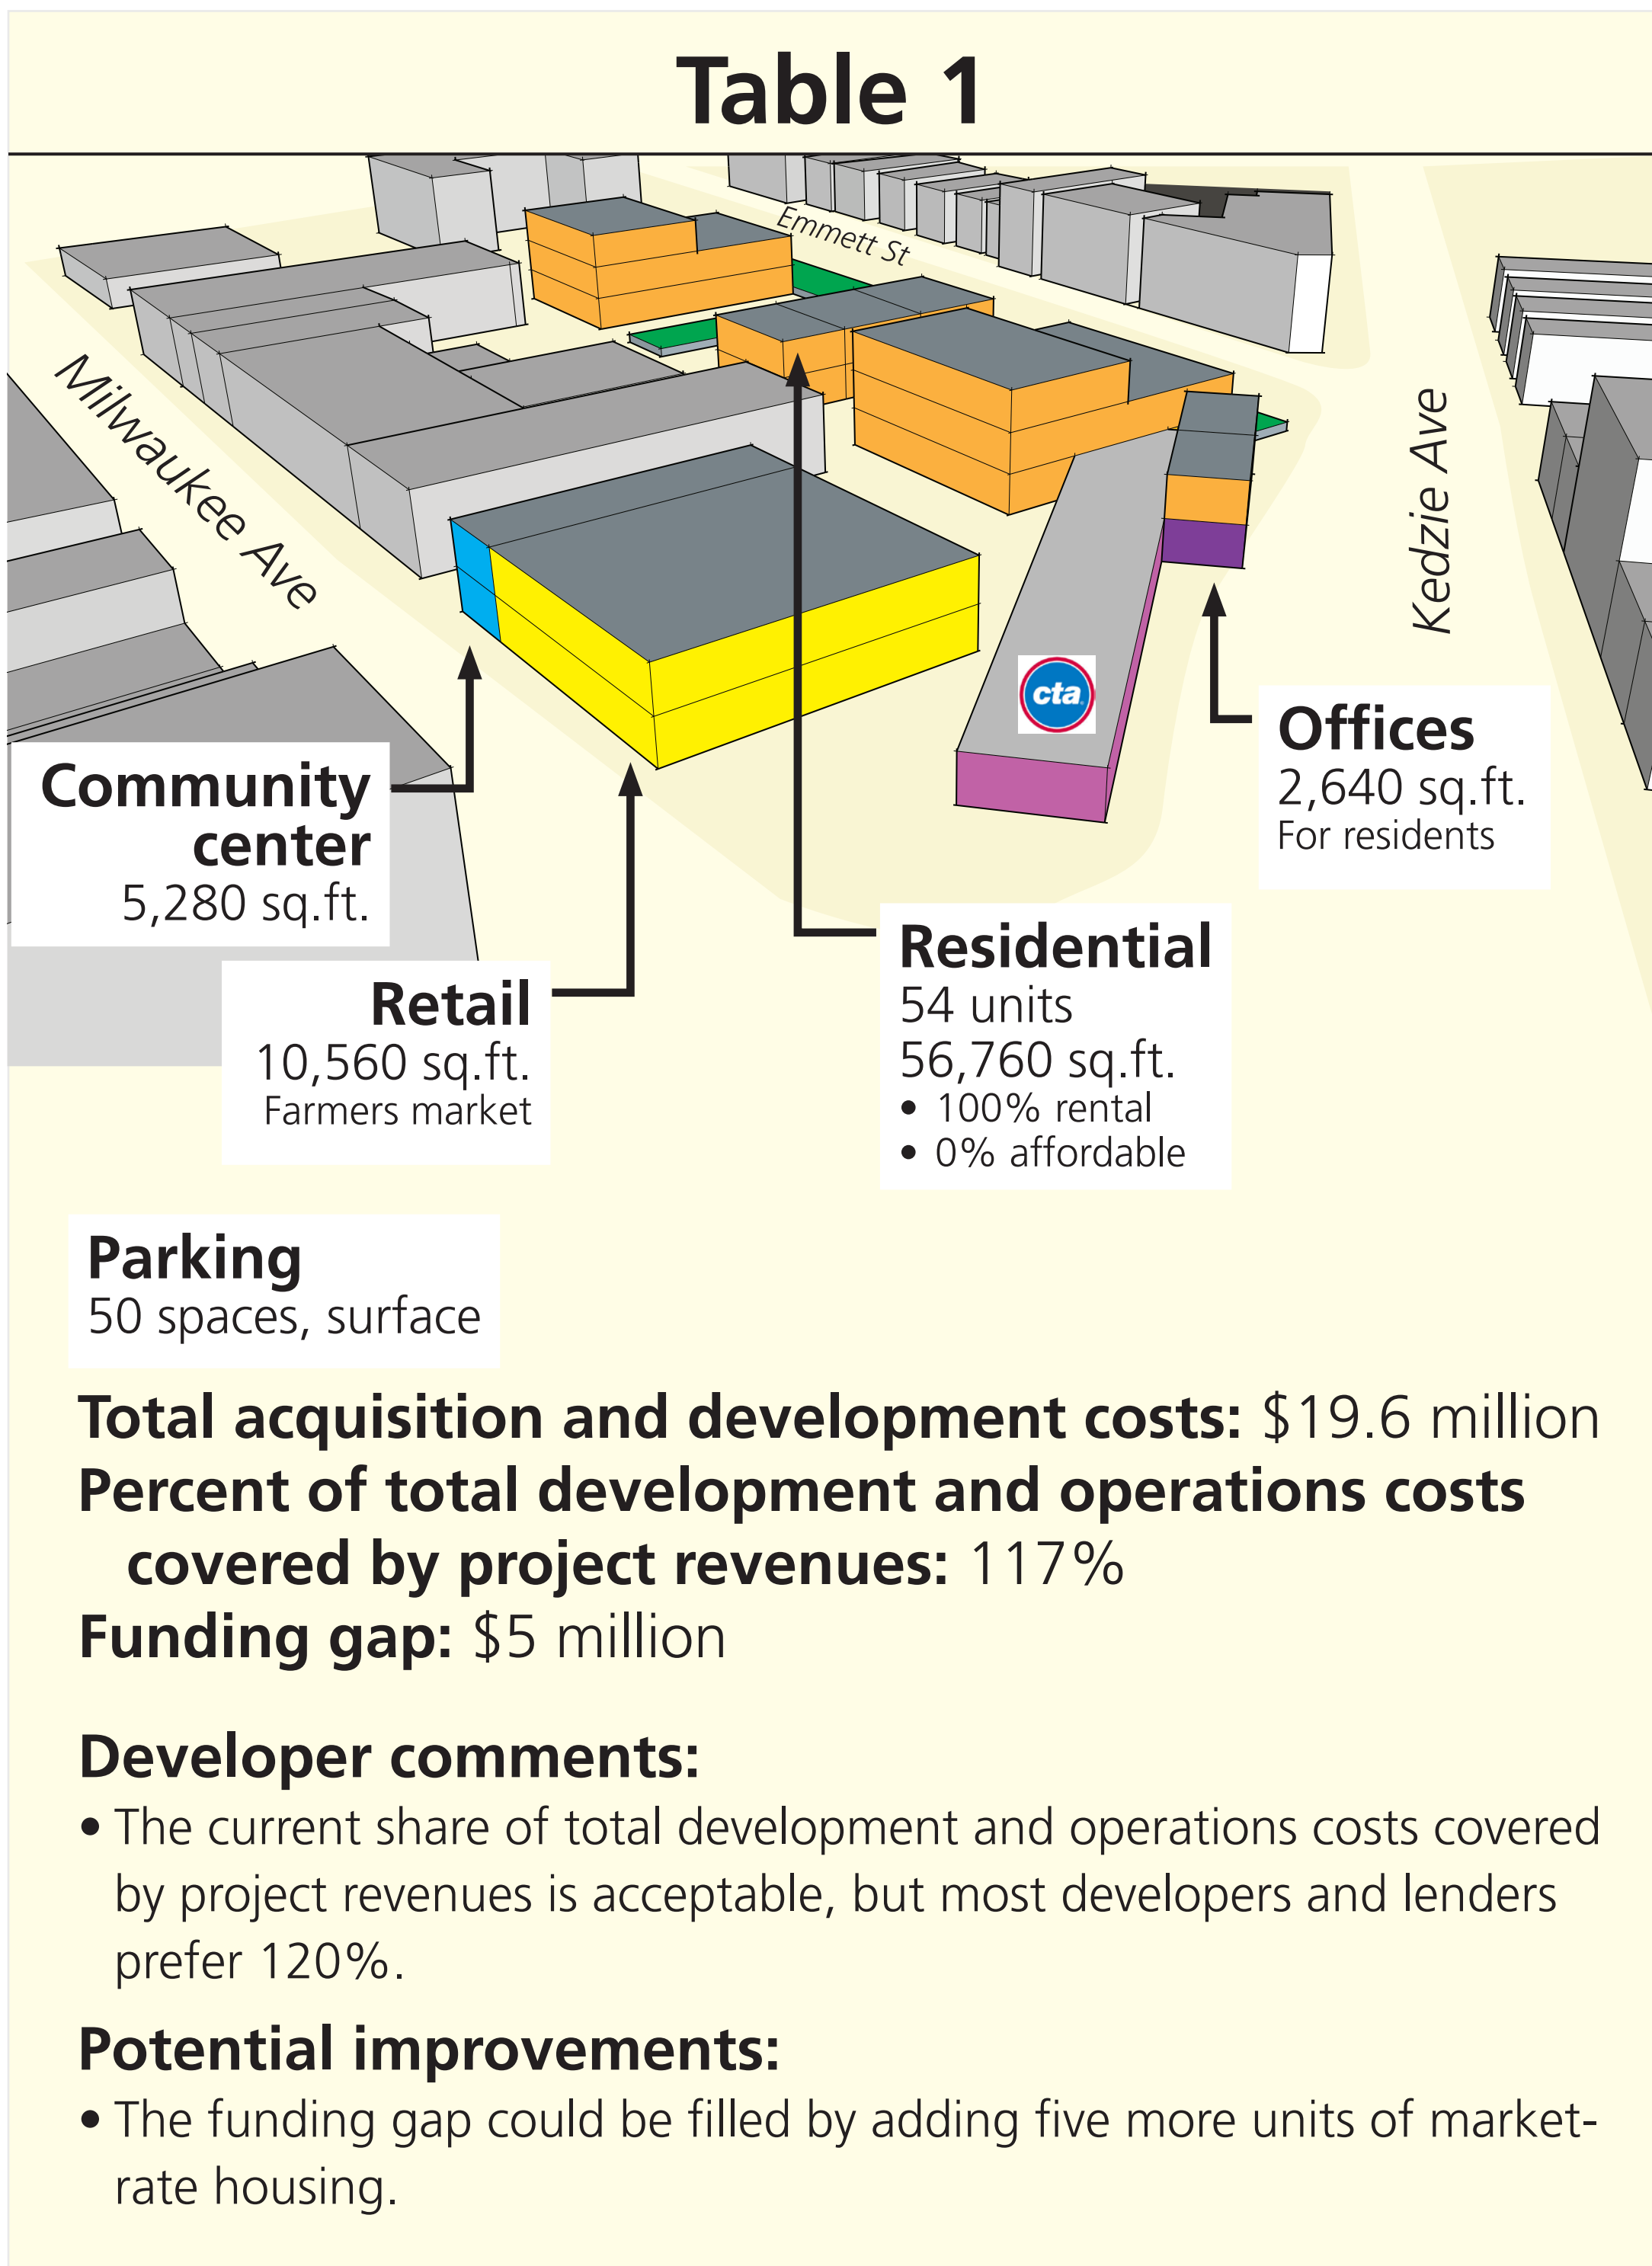 Table 1
Emmett St
Milwaukee Ave
Kedzie Ave
cta
Offices
2,640 sq.ft.
For residents
Community
center
5,280 sq.ft.
Residential
54 units
56,760 sq.ft.
• 100% rental
• 0% affordable
Retail
10,560 sq.ft.
Farmers market
Parking
50 spaces, surface
Total acquisition and development costs: $19.6 million
Percent of total development and operations costs
covered by project revenues: 117%
Funding gap: $5 million
Developer comments:
• The current share of total development and operations costs covered
by project revenues is acceptable, but most developers and lenders
prefer 120%.
Potential improvements:
• The funding gap could be filled by adding five more units of market-
rate housing.